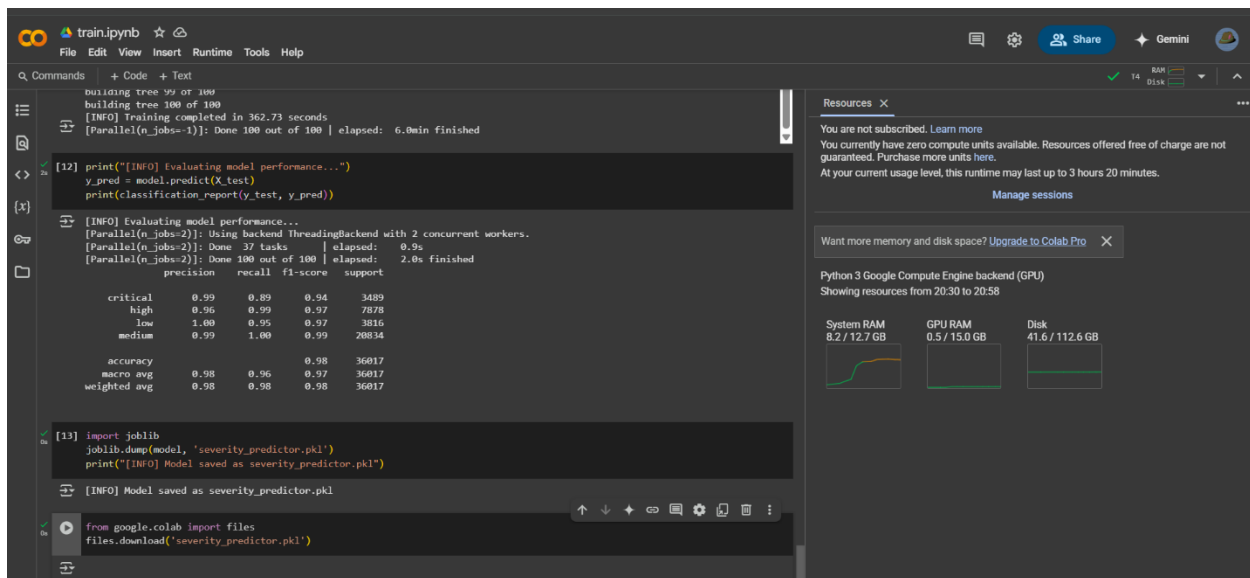 train.ipynb
File Edit View Insert Runtime Tools Help
Share
Gemini
Commands + Code + Text
T4 RAM
Disk
building tree 99 of 100
building tree 100 of 100
[INFO] Training completed in 362.73 seconds
[Parallel(n_jobs=-1)]: Done 100 out of 100 | elapsed: 6.0min finished
2s [12] print("[INFO] Evaluating model performance...")
y_pred = model.predict(X_test)
print(classification_report(y_test, y_pred))
[INFO] Evaluating model performance...
[Parallel(n_jobs=2)]: Using backend ThreadingBackend with 2 concurrent workers.
[Parallel(n_jobs=2)]: Done 37 tasks | elapsed: 0.9s
[Parallel(n_jobs=2)]: Done 100 out of 100 | elapsed: 2.0s finished
precision recall f1-score support
critical 0.99 0.89 0.94 3489
high 0.96 0.99 0.97 7878
low 1.00 0.95 0.97 3816
medium 0.99 1.00 0.99 20834
accuracy 0.98 36017
macro avg 0.98 0.96 0.97 36017
weighted avg 0.98 0.98 0.98 36017
0s [13] import joblib
joblib.dump(model, 'severity_predictor.pkl')
print("[INFO] Model saved as severity_predictor.pkl")
[INFO] Model saved as severity_predictor.pkl
0s from google.colab import files
files.download('severity_predictor.pkl')
Resources
You are not subscribed. Learn more
You currently have zero compute units available. Resources offered free of charge are not
guaranteed. Purchase more units here.
At your current usage level, this runtime may last up to 3 hours 20 minutes.
Manage sessions
Want more memory and disk space? Upgrade to Colab Pro
Python 3 Google Compute Engine backend (GPU)
Showing resources from 20:30 to 20:58
System RAM GPU RAM Disk
8.2 / 12.7 GB 0.5 / 15.0 GB 41.6 / 112.6 GB